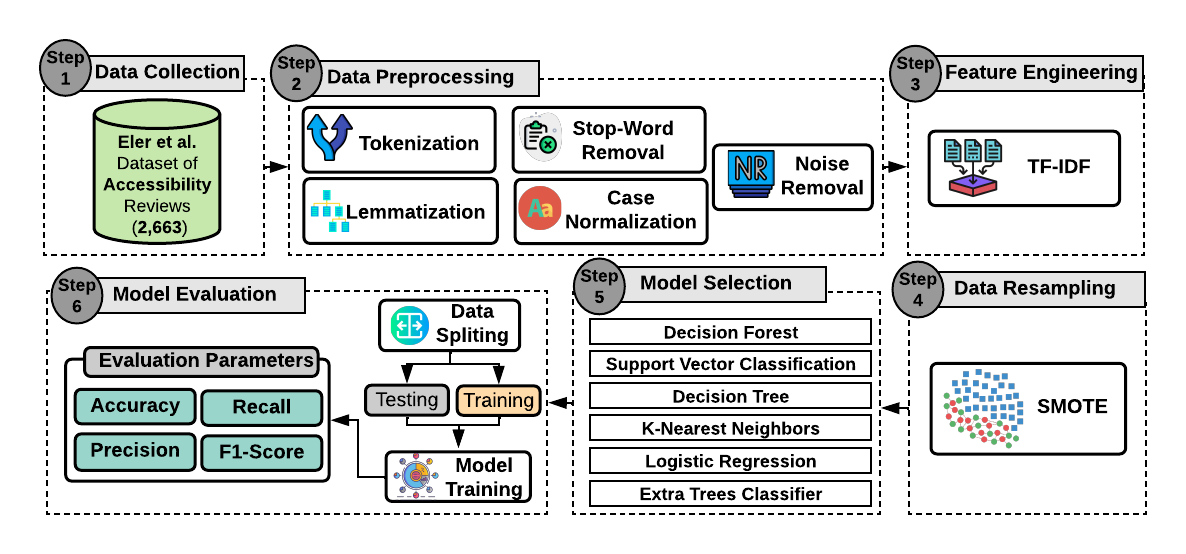 Step
1
Data Collection
Eler et al.
Dataset of
Accessibility
Reviews
(2,663)
Step
2
Data Preprocessing
Tokenization
Stop-Word
Removal
Lemmatization
Aa
Case
Normalization
NR
Noise
Removal
Step
3
Feature Engineering
TF-IDF
Step
4
Data Resampling
SMOTE
Step
5
Model Selection
Decision Forest
Support Vector Classification
Decision Tree
K-Nearest Neighbors
Logistic Regression
Extra Trees Classifier
Step
6
Model Evaluation
Data
Spliting
Testing
Training
Model
Training
Evaluation Parameters
Accuracy
Recall
Precision
F1-Score